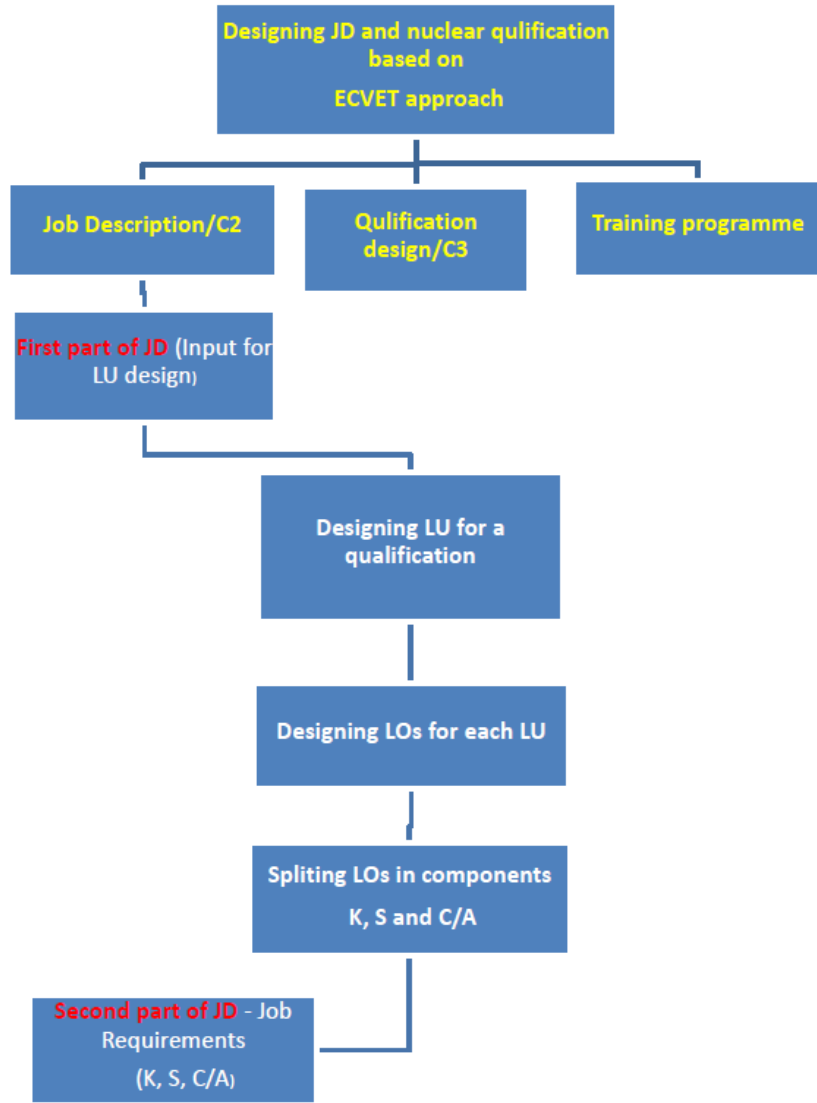 Designing JD and nuclear qulification
based on
ECVET approach
Job Description/C2
Qulification
design/C3
Training programme
First part of JD (Input for
LU design)
Designing LU for a
qualification
Designing LOs for each LU
Spliting LOs in components
K, S and C/A
Second part of JD - Job
Requirements
(K, S, C/A)